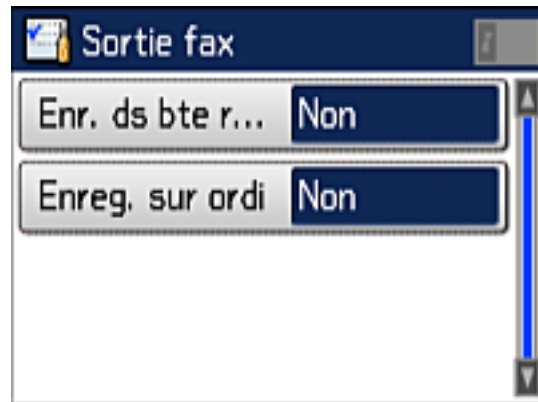 Sortie fax
Enr. ds bte r... Non
Enreg. sur ordi Non